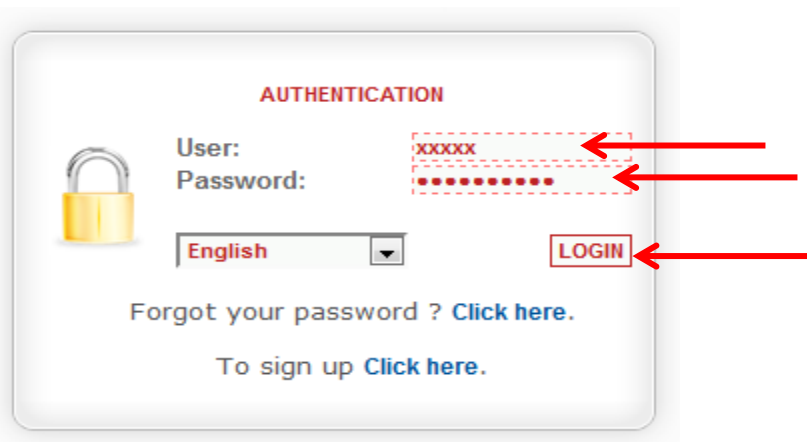 AUTHENTICATION
User: xxxxx
Password: ••••••••••
English LOGIN
Forgot your password ? Click here.
To sign up Click here.